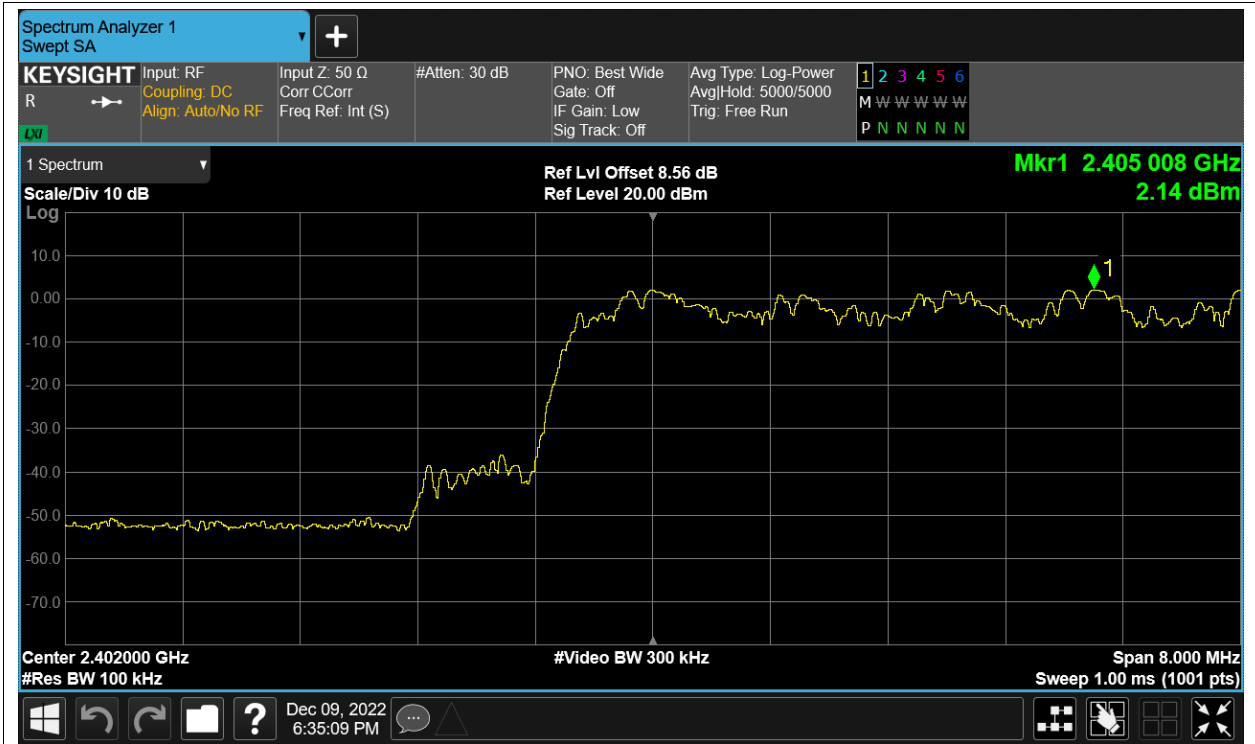 Spectrum Analyzer 1
Swept SA
+
KEYSIGHT
R
LXI
Input: RF
Coupling: DC
Align: Auto/No RF
Input Z: 50 Ω
Corr CCorr
Freq Ref: Int (S)
#Atten: 30 dB
PNO: Best Wide
Gate: Off
IF Gain: Low
Sig Track: Off
Avg Type: Log-Power
Avg|Hold: 5000/5000
Trig: Free Run
1 2 3 4 5 6
M W W W W W
P N N N N N N
1 Spectrum
Scale/Div 10 dB
Log
Ref Lvl Offset 8.56 dB
Ref Level 20.00 dBm
Mkr1 2.405 008 GHz
2.14 dBm
10.0
0.00
-10.0
-20.0
-30.0
-40.0
-50.0
-60.0
-70.0
1
Center 2.402000 GHz
#Res BW 100 kHz
#Video BW 300 kHz
Span 8.000 MHz
Sweep 1.00 ms (1001 pts)
?
Dec 09, 2022
6:35:09 PM